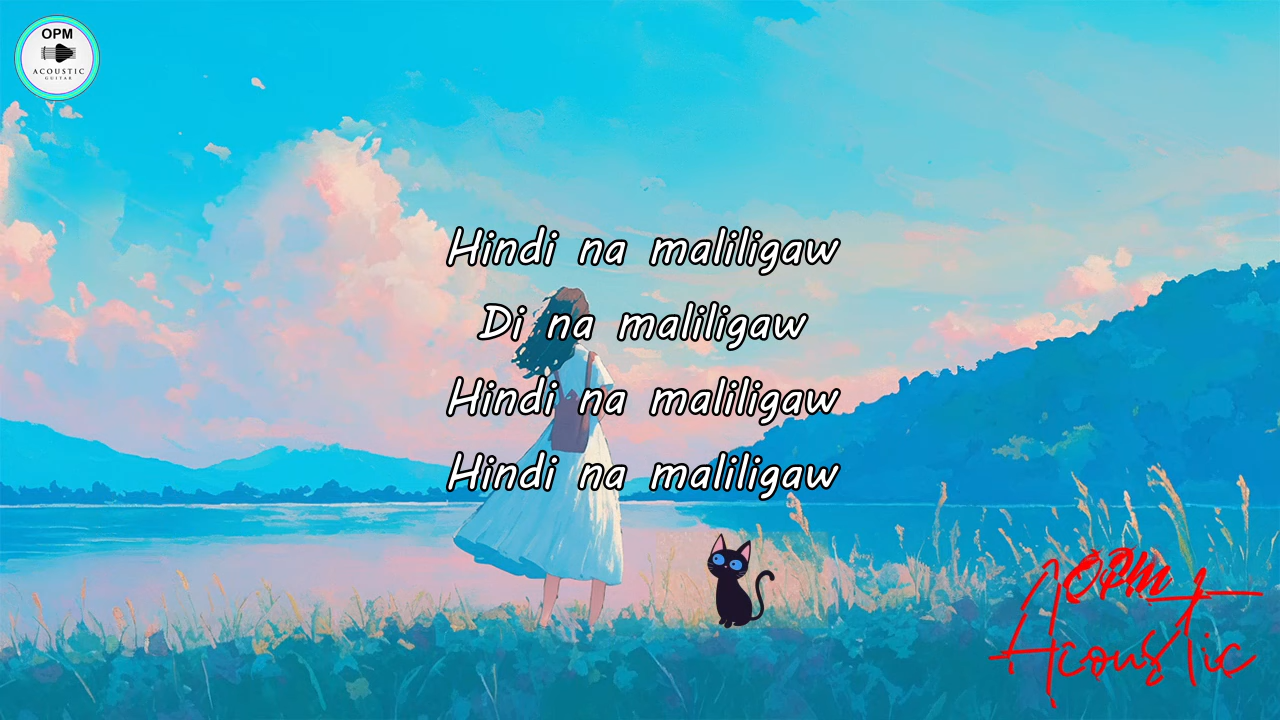 OPM
ACOUSTIC
GUITAR
Hindi na maliligaw
Di na maliligaw
Hindi na maliligaw
Hindi na maliligaw
OPM
Acoustic